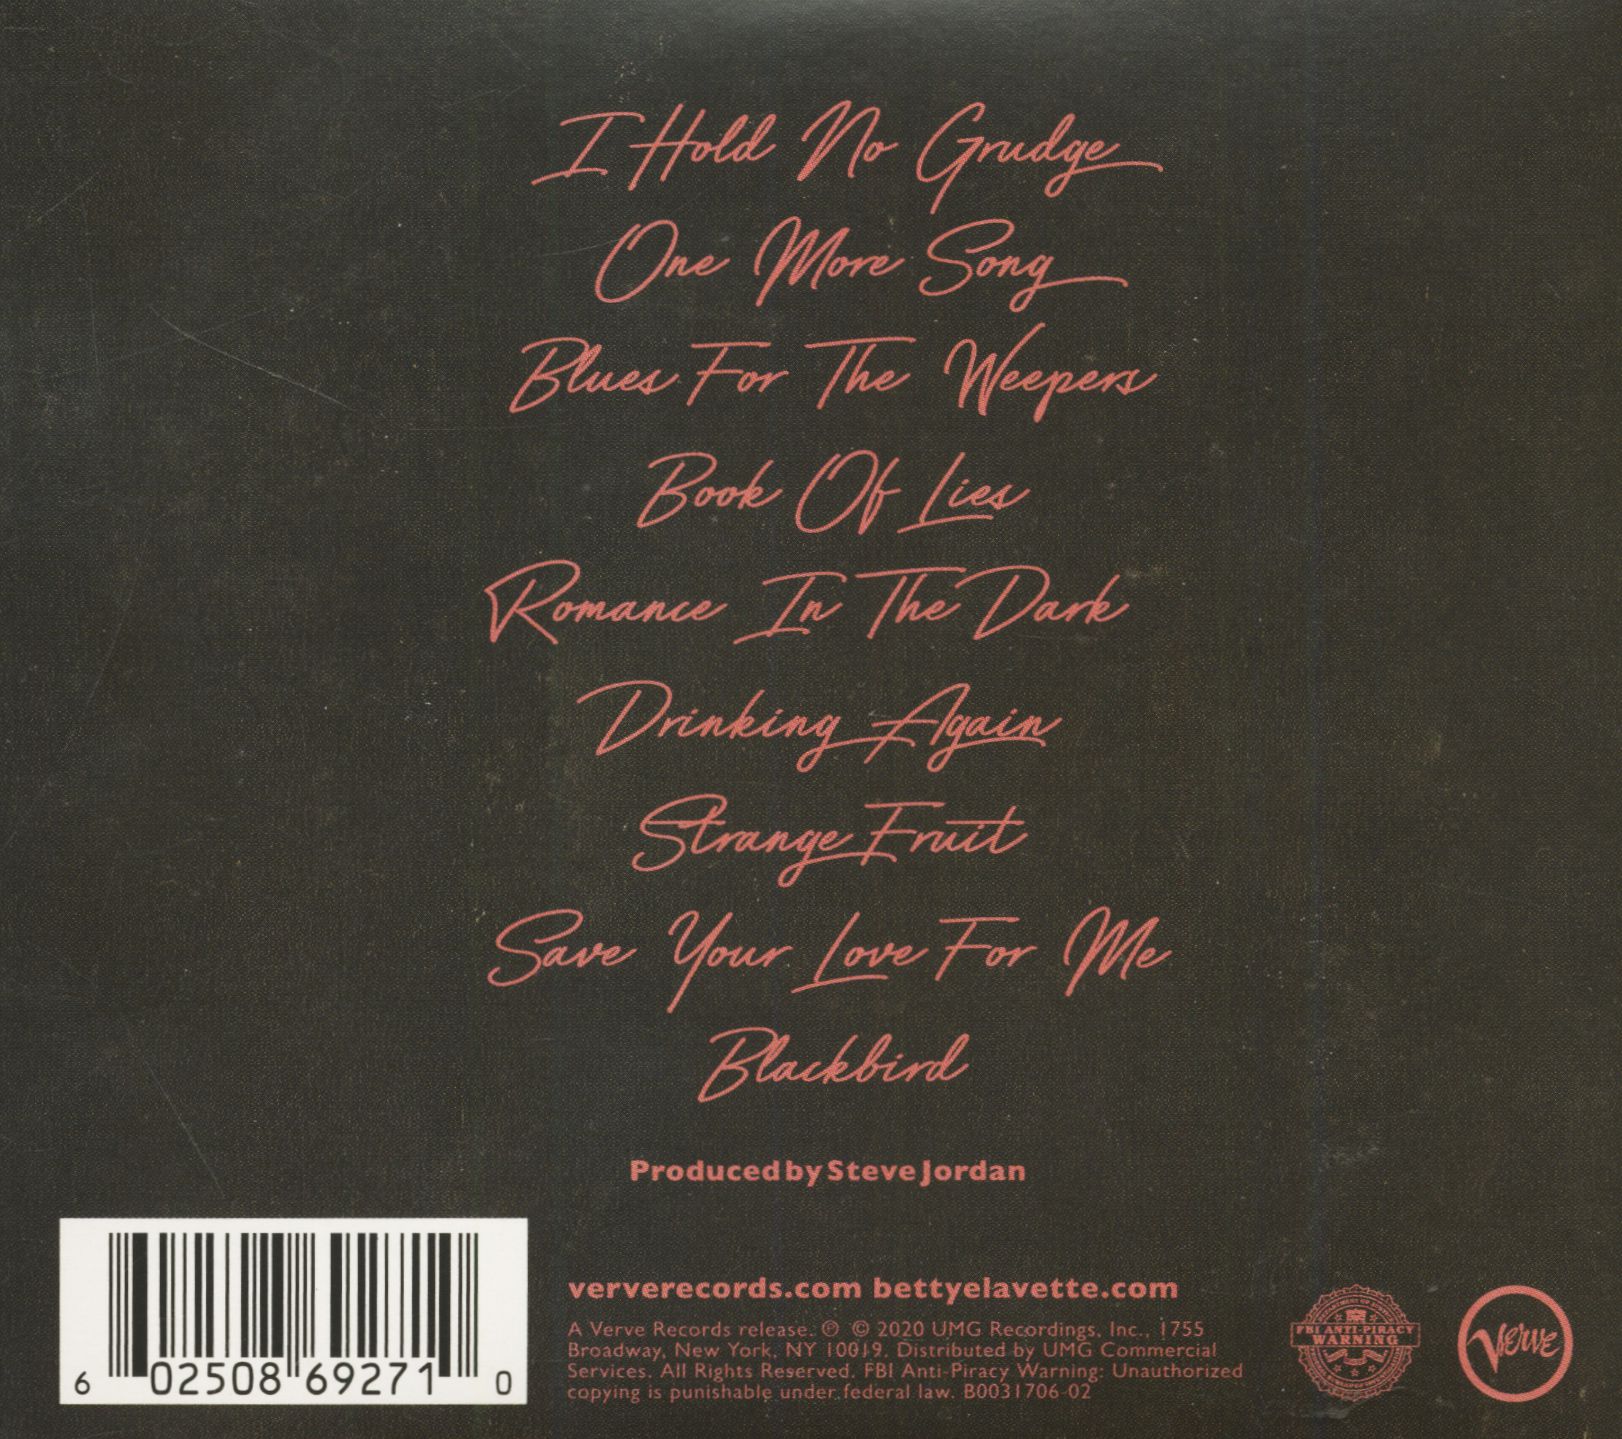 I Hold No Grudge
One More Song
Blues For The Weepers
Book Of Lies
Romance In The Dark
Drinking Again
Strange Fruit
Save Your Love For Me
Blackbird
Produced by Steve Jordan
ververecords.com bettyelavette.com
A Verve Records release. ℗ © 2020 UMG Recordings, Inc., 1755
Broadway, New York, NY 10019. Distributed by UMG Commercial
Services. All Rights Reserved. FBI Anti-Piracy Warning: Unauthorized
copying is punishable under federal law. B0031706-02
6 02508 69271 0
FBI ANTI-PIRACY
WARNING
Verve